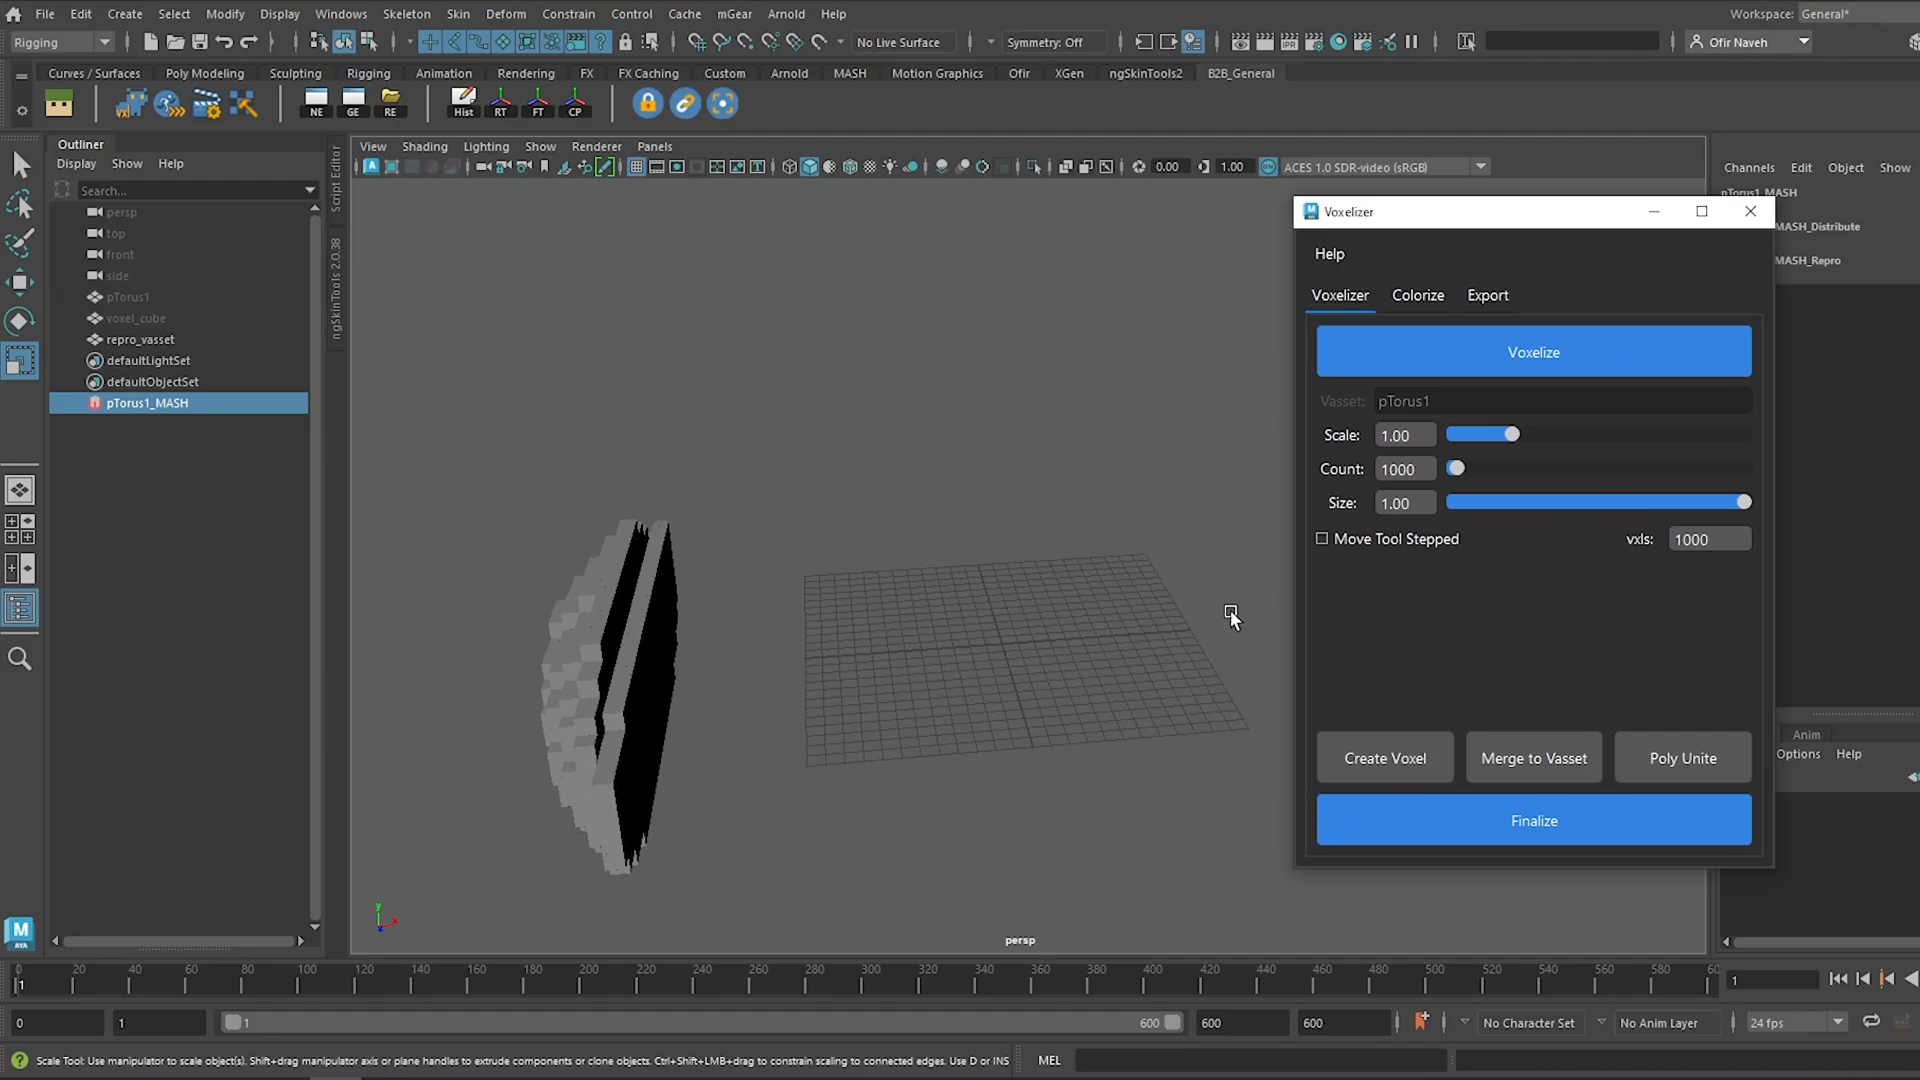 File Edit Create Select Modify Display Windows Skeleton Skin Deform Constrain Control Cache mGear Arnold Help
Workspace: General*
Rigging
No Live Surface
Symmetry: Off
Ofir Naveh
Curves / Surfaces Poly Modeling Sculpting Rigging Animation Rendering FX FX Caching Custom Arnold MASH Motion Graphics Ofir XGen ngSkinTools2 B2B_General
NE GE RE Hist RT FT CP
Outliner
Display Show Help
Search...
persp
top
front
side
pTorus1
voxel_cube
repro_vasset
defaultLightSet
defaultObjectSet
pTorus1_MASH
Script Editor
ngSkinTools 2.0.38
View Shading Lighting Show Renderer Panels
0.00 1.00 ACES 1.0 SDR-video (sRGB)
persp
y
x
Channels Edit Object Show
pTorus1_MASH
MASH_Distribute
MASH_Repro
Anim
Options Help
Voxelizer
Help
Voxelizer Colorize Export
Voxelize
Vasset: pTorus1
Scale: 1.00
Count: 1000
Size: 1.00
Move Tool Stepped vxls: 1000
Create Voxel Merge to Vasset Poly Unite
Finalize
M
AYA
0 20 40 60 80 100 120 140 160 180 200 220 240 260 280 300 320 340 360 380 400 420 440 460 480 500 520 540 560 580 60
1
1
0 1 1 600 600 600 No Character Set No Anim Layer 24 fps
Scale Tool: Use manipulator to scale object(s). Shift+drag manipulator axis or plane handles to extrude components or clone objects. Ctrl+Shift+LMB+drag to constrain scaling to connected edges. Use D or INS
MEL